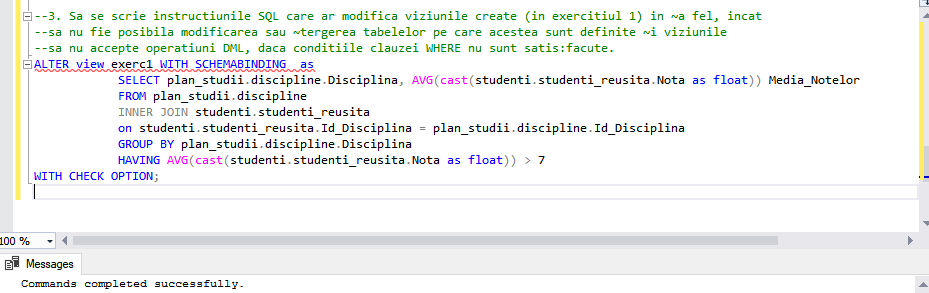 --3. Sa se scrie instructiunile SQL care ar modifica viziunile create (in exercitiul 1) in ~a fel, incat
--sa nu fie posibila modificarea sau ~tergerea tabelelor pe care acestea sunt definite ~i viziunile
--sa nu accepte operatiuni DML, daca conditiile clauzei WHERE nu sunt satis:facute.
ALTER view exerc1 WITH SCHEMABINDING as
SELECT plan_studii.discipline.Disciplina, AVG(cast(studenti.studenti_reusita.Nota as float)) Media_Notelor
FROM plan_studii.discipline
INNER JOIN studenti.studenti_reusita
on studenti.studenti_reusita.Id_Disciplina = plan_studii.discipline.Id_Disciplina
GROUP BY plan_studii.discipline.Disciplina
HAVING AVG(cast(studenti.studenti_reusita.Nota as float)) > 7
WITH CHECK OPTION;
100 %
Messages
Commands completed successfully.